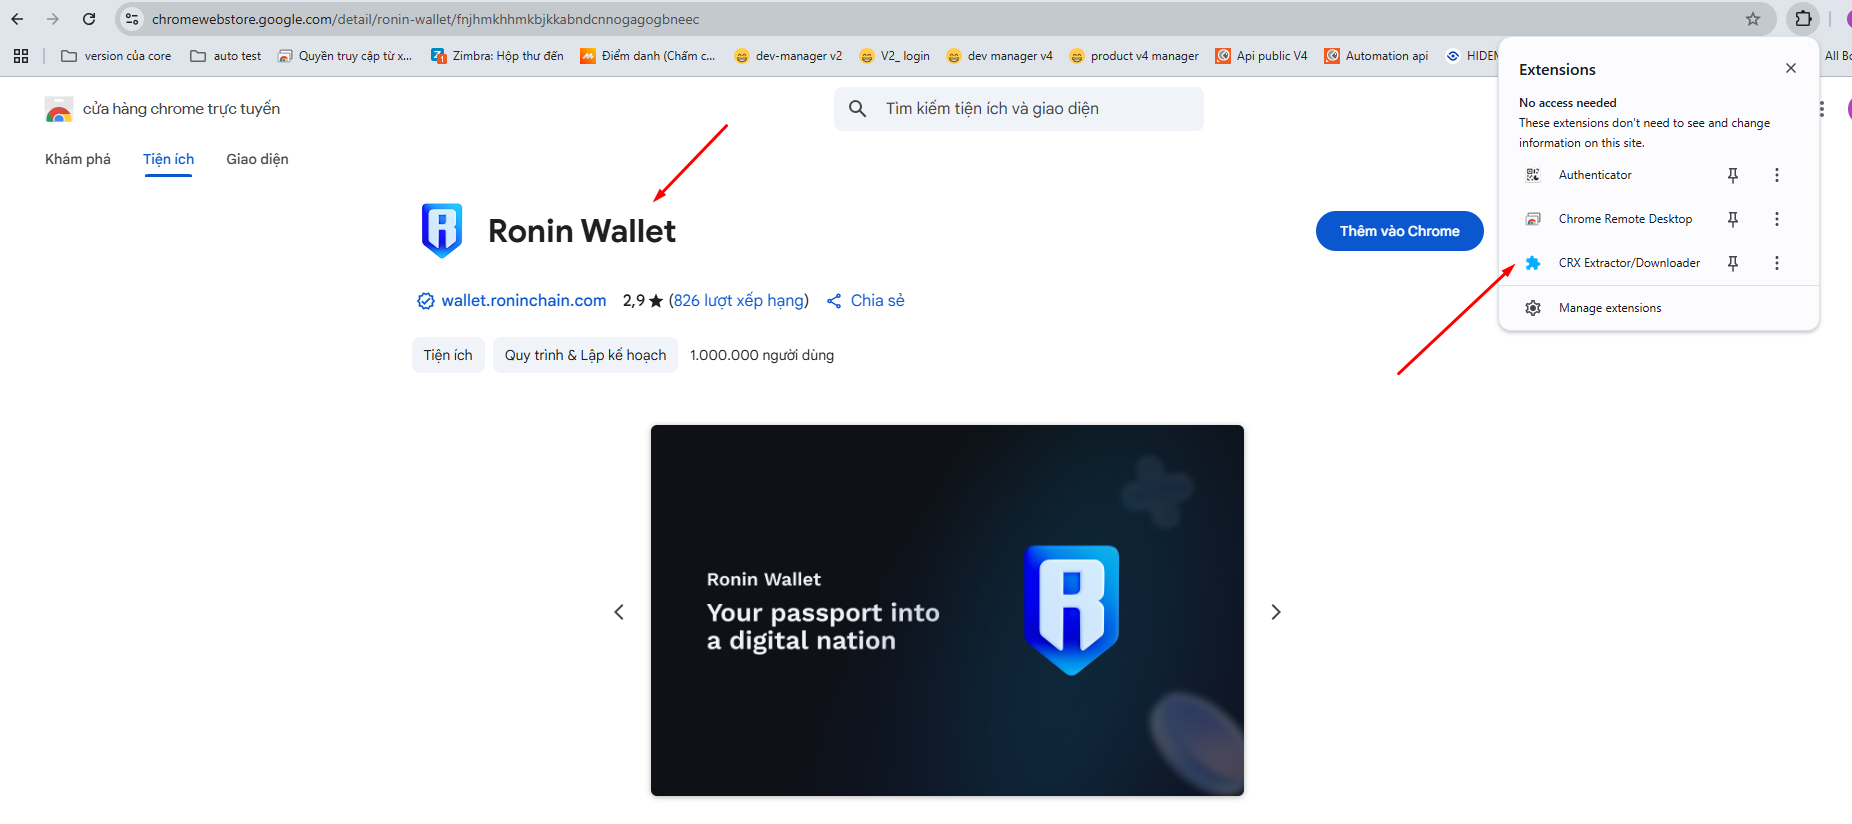 chromewebstore.google.com/detail/ronin-wallet/fnjhmkhhmkbjkkabndcnnogagogbneec
version của core
auto test
Quyền truy cập từ x...
Zimbra: Hộp thư đến
Điểm danh (Chấm c...
dev-manager v2
V2_ login
dev manager v4
product v4 manager
Api public V4
Automation api
HIDEM
All Bo
cửa hàng chrome trực tuyến
Tìm kiếm tiện ích và giao diện
Khám phá
Tiện ích
Giao diện
Extensions
No access needed
These extensions don't need to see and change
information on this site.
Authenticator
Chrome Remote Desktop
CRX Extractor/Downloader
Manage extensions
Ronin Wallet
Thêm vào Chrome
wallet.roninchain.com
2,9 ★ (826 lượt xếp hạng)
Chia sẻ
Tiện ích
Quy trình & Lập kế hoạch
1.000.000 người dùng
Ronin Wallet
Your passport into
a digital nation